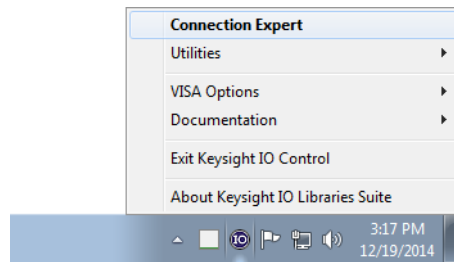 Connection Expert
Utilities
VISA Options
Documentation
Exit Keysight IO Control
About Keysight IO Libraries Suite
IO
3:17 PM
12/19/2014